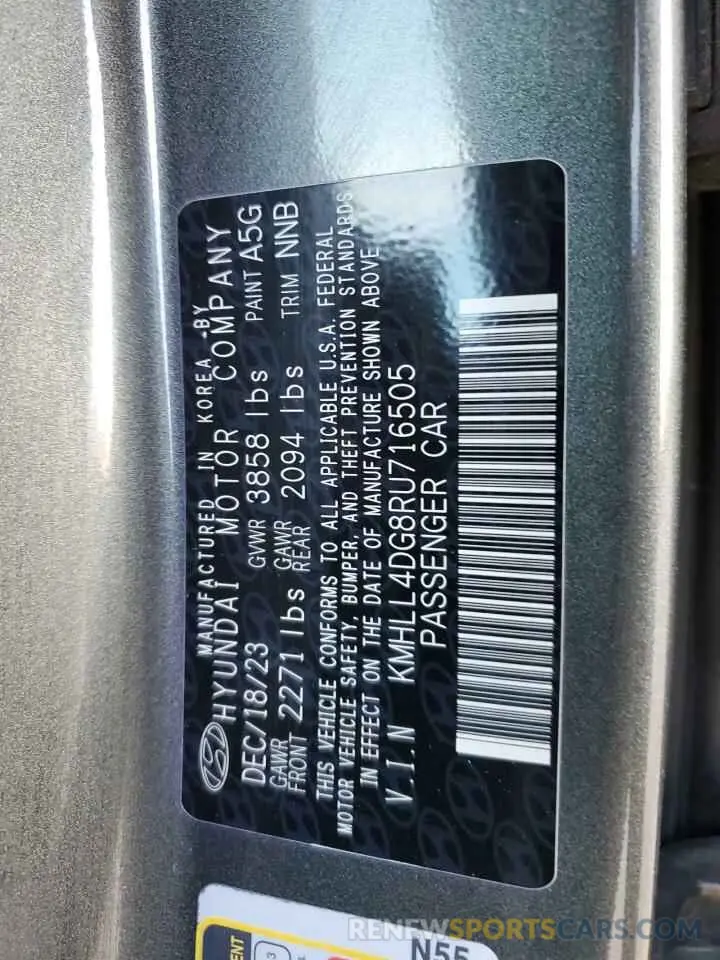 MANUFACTURED IN KOREA BY
HYUNDAI MOTOR COMPANY
DEC/18/23 GVWR 3858 lbs PAINT A5G
GAWR FRONT 2271 lbs GAWR REAR 2094 lbs TRIM NNB
THIS VEHICLE CONFORMS TO ALL APPLICABLE U.S.A. FEDERAL
MOTOR VEHICLE SAFETY, BUMPER, AND THEFT PREVENTION STANDARDS
IN EFFECT ON THE DATE OF MANUFACTURE SHOWN ABOVE
V.I.N KMHLL4DG8RU716505
PASSENGER CAR
RENEWSPORTSCARS.COM